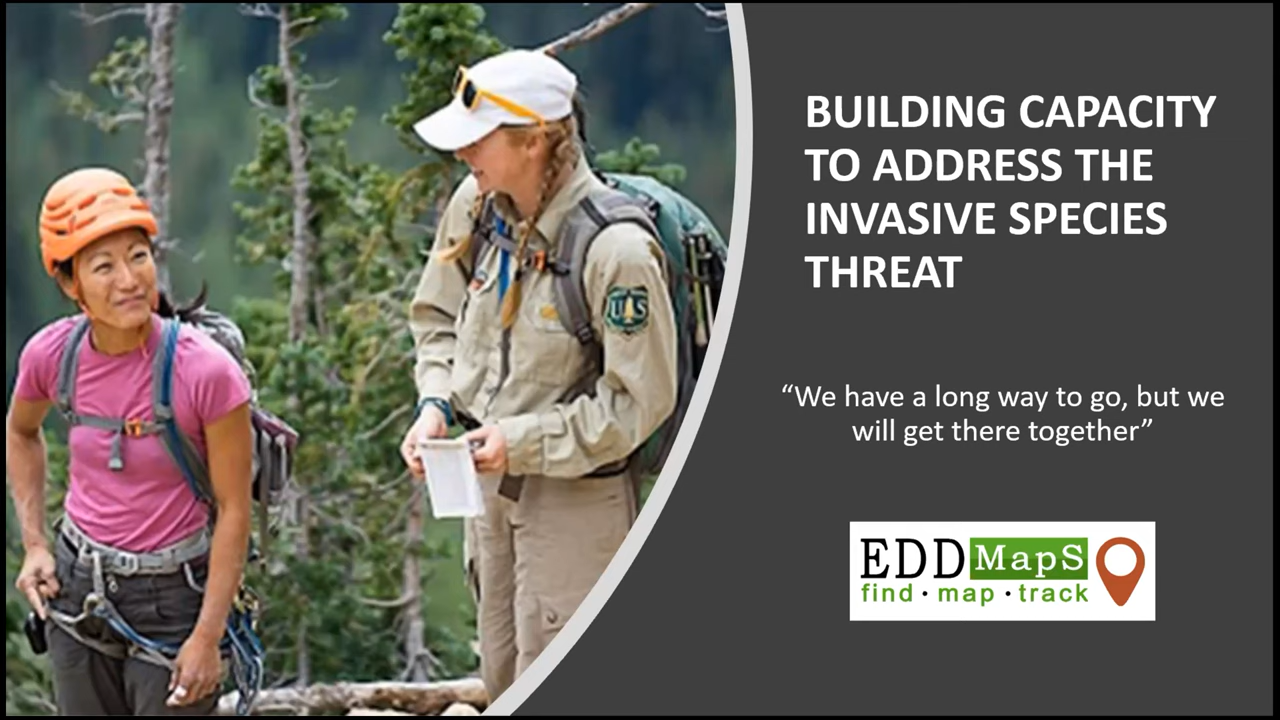 BUILDING CAPACITY
TO ADDRESS THE
INVASIVE SPECIES
THREAT
“We have a long way to go, but we
will get there together”
EDDMapS
find · map · track
US